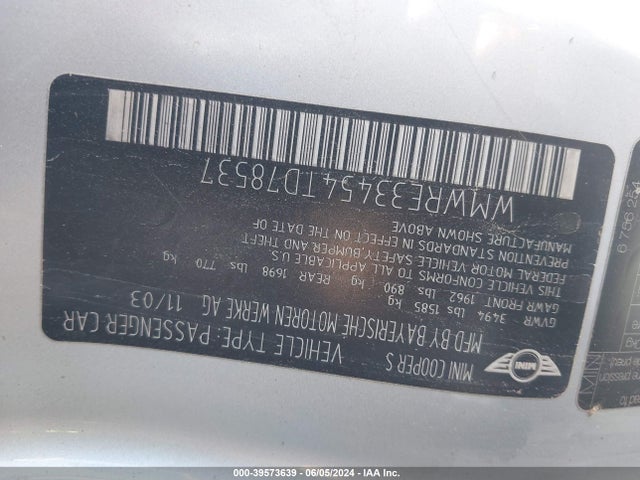 MINI
MINI COOPER S
VEHICLE TYPE: PASSENGER CAR
MFD BY BAYERISCHE MOTOREN WERKE AG 11/03
GVWR 3494 lbs 1585 kg
GAWR FRONT 1962 lbs 890 kg REAR 1698 lbs 770 kg
THIS VEHICLE CONFORMS TO ALL APPLICABLE U.S.
FEDERAL MOTOR VEHICLE SAFETY, BUMPER AND THEFT
PREVENTION STANDARDS IN EFFECT ON THE DATE OF
MANUFACTURE SHOWN ABOVE
WMWRE33454TD78537
MINI
000-39573639 | 06/05/2024 | IAA Inc.